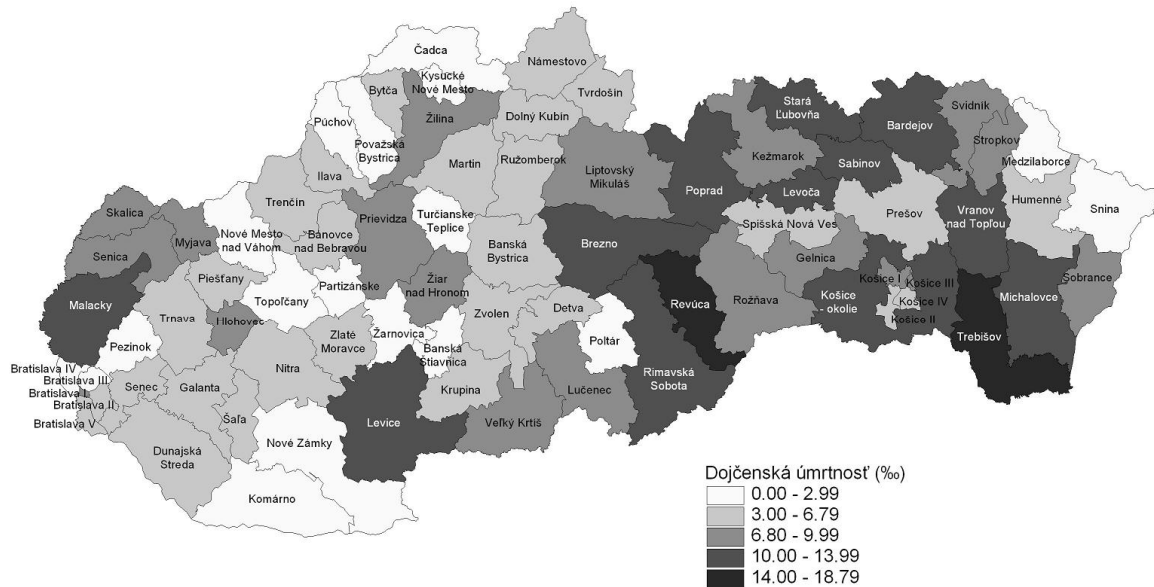 Čadca
Námestovo
Kysucké
Nové Mesto
Bytča
Tvrdošín
Púchov
Žilina
Dolný Kubín
Stará
Ľubovňa
Bardejov
Svidník
Považská
Bystrica
Stropkov
Martin
Ružomberok
Kežmarok
Medzilaborce
Ilava
Liptovský
Mikuláš
Sabinov
Poprad
Levoča
Trenčín
Humenné
Snina
Skalica
Prievidza
Turčianske
Teplice
Prešov
Vranov
nad Topľou
Nové Mesto
nad Váhom
Bánovce
nad Bebravou
Spišská Nová Ves
Myjava
Banská
Bystrica
Brezno
Senica
Gelnica
Piešťany
Partizánske
Žiar
nad Hronom
Košice I
Košice III
Sobrance
Malacky
Topoľčany
Revúca
Rožňava
Košice
- okolie
Košice IV
Michalovce
Trnava
Hlohovec
Zvolen
Detva
Košice II
Zlaté
Moravce
Žarnovica
Banská
Štiavnica
Poltár
Trebišov
Pezinok
Bratislava IV
Bratislava III
Nitra
Rimavská
Sobota
Bratislava I
Senec
Galanta
Krupina
Lučenec
Bratislava II
Bratislava V
Šaľa
Levice
Veľký Krtíš
Nové Zámky
Dunajská
Streda
Komárno
Dojčenská úmrtnosť (‰)
0.00 - 2.99
3.00 - 6.79
6.80 - 9.99
10.00 - 13.99
14.00 - 18.79